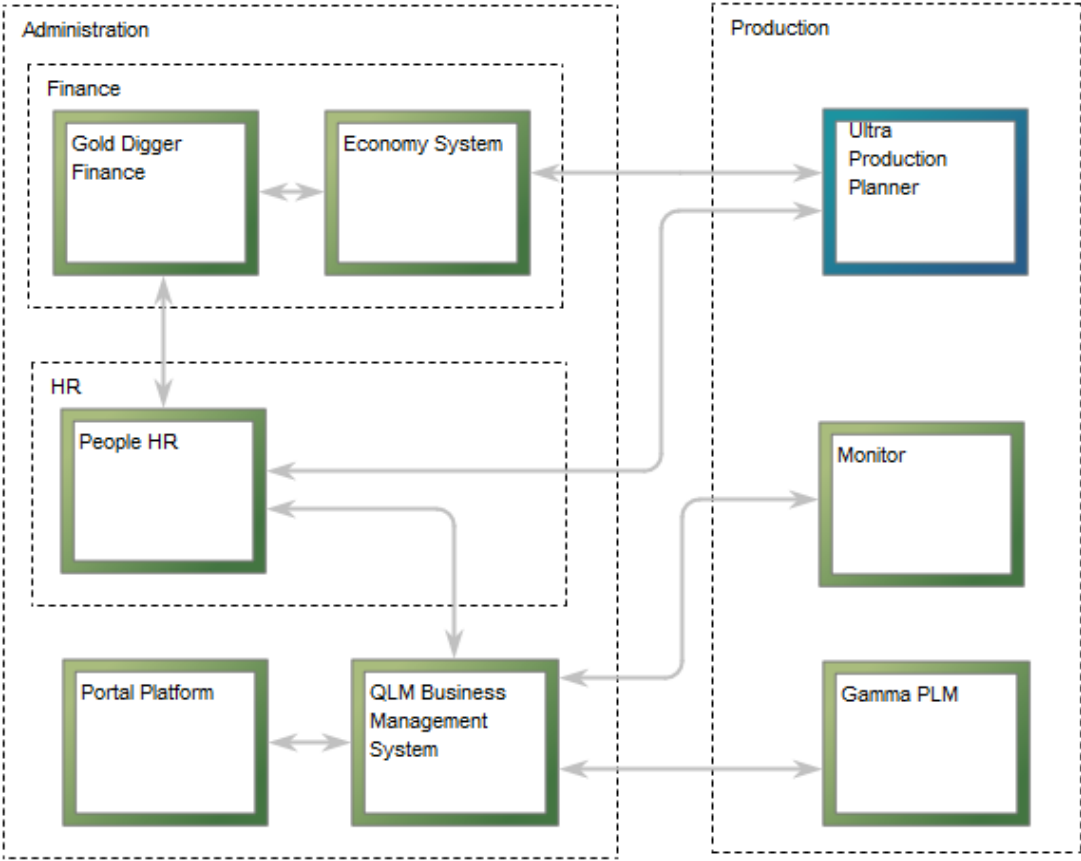 Administration
Production
Finance
Gold Digger
Finance
Economy System
Ultra
Production
Planner
HR
People HR
Monitor
Portal Platform
QLM Business
Management
System
Gamma PLM